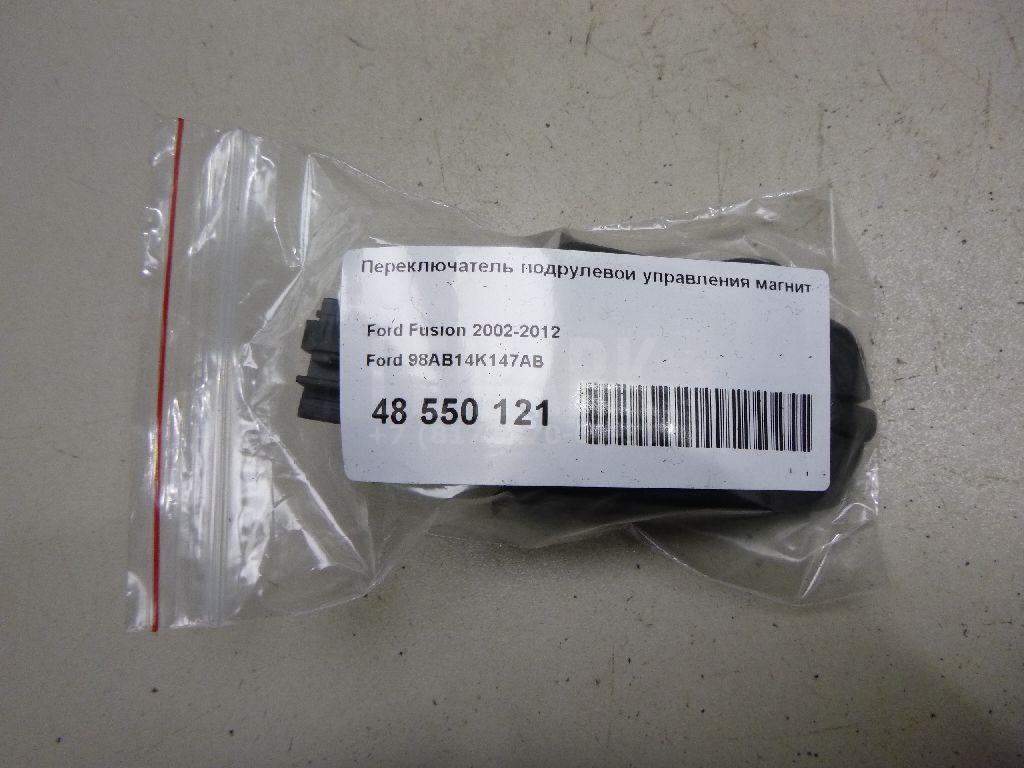 Переключатель подрулевой управления магнит
Ford Fusion 2002-2012
Ford 98AB14K147AB
48 550 121